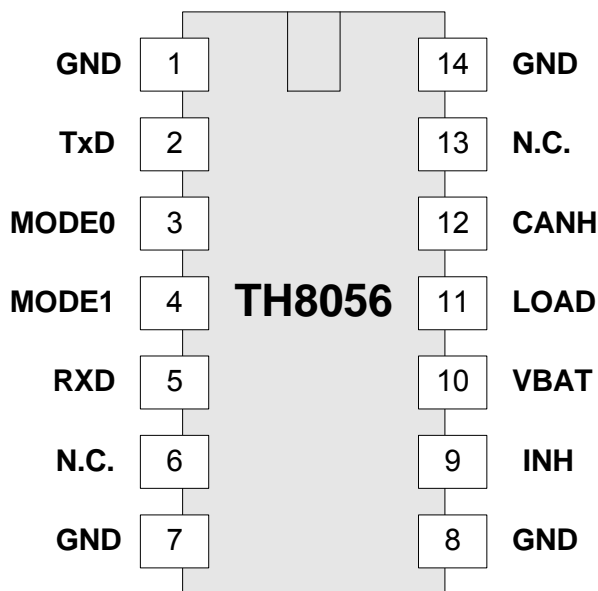 GND 1 14 GND
TxD 2 13 N.C.
MODE0 3 12 CANH
MODE1 4 TH8056 11 LOAD
RXD 5 10 VBAT
N.C. 6 9 INH
GND 7 8 GND